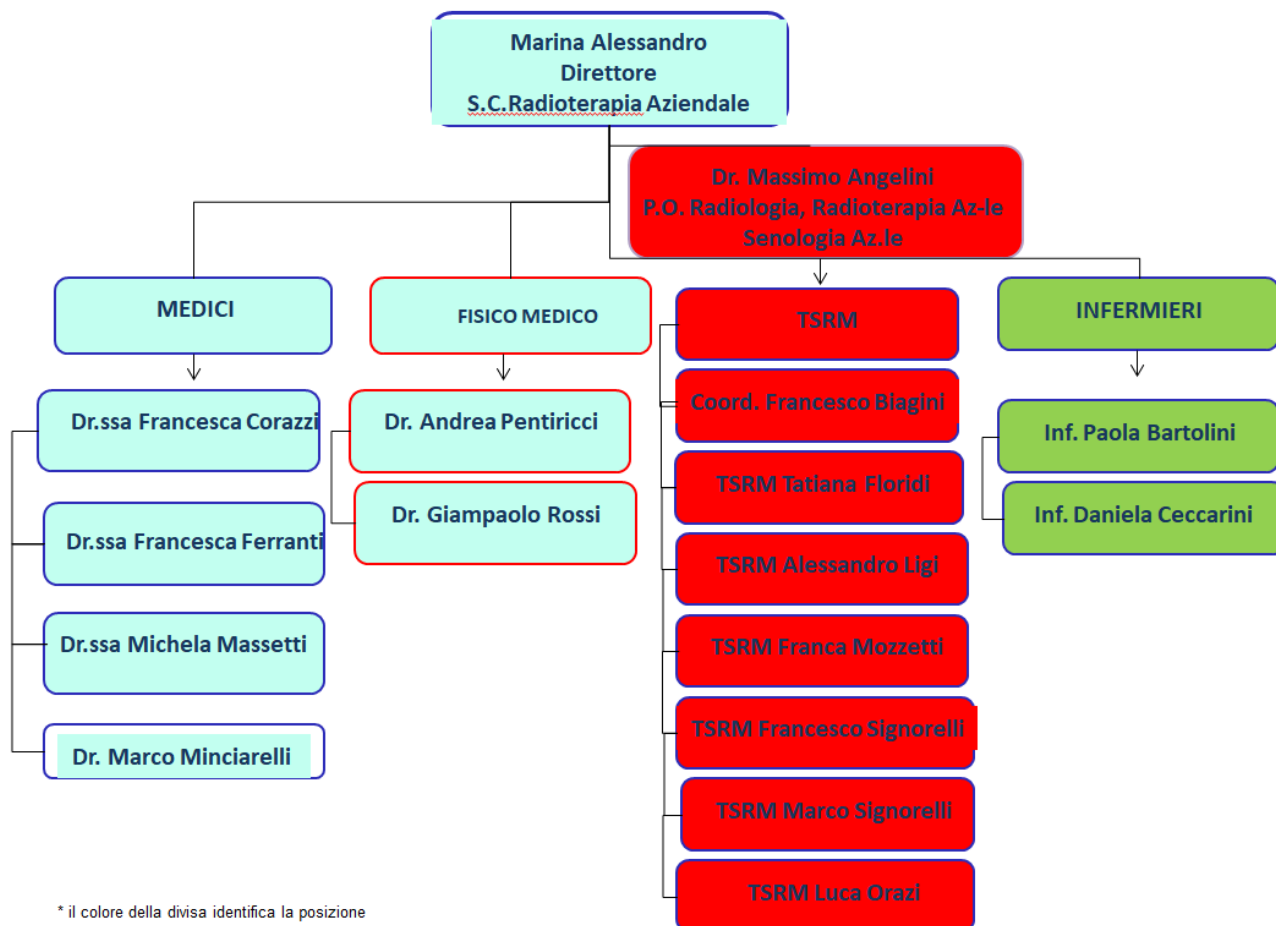 Marina Alessandro
Direttore
S.C.Radioterapia Aziendale
Dr. Massimo Angelini
P.O. Radiologia, Radioterapia Az-le
Senologia Az.le
MEDICI
Dr.ssa Francesca Corazzi
Dr.ssa Francesca Ferranti
Dr.ssa Michela Massetti
Dr. Marco Minciarelli
FISICO MEDICO
Dr. Andrea Pentiricci
Dr. Giampaolo Rossi
TSRM
Coord. Francesco Biagini
TSRM Tatiana Floridi
TSRM Alessandro Ligi
TSRM Franca Mozzetti
TSRM Francesco Signorelli
TSRM Marco Signorelli
TSRM Luca Orazi
INFERMIERI
Inf. Paola Bartolini
Inf. Daniela Ceccarini
* il colore della divisa identifica la posizione